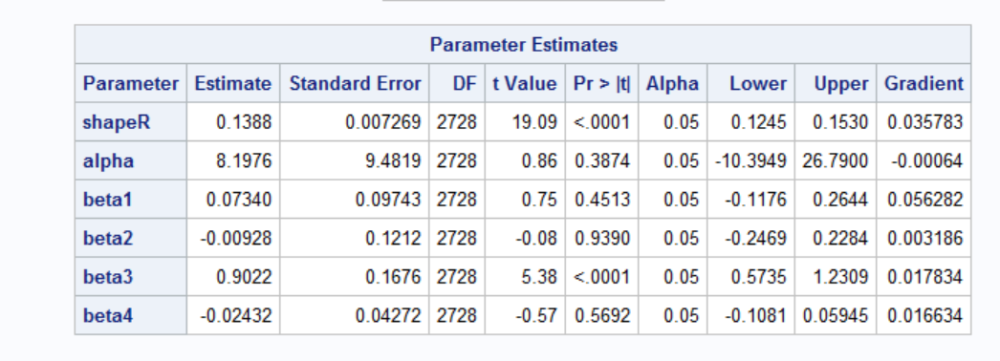 Parameter Estimates
Parameter Estimate Standard Error DF t Value Pr > |t| Alpha Lower Upper Gradient
shapeR 0.1388 0.007269 2728 19.09 <.0001 0.05 0.1245 0.1530 0.035783
alpha 8.1976 9.4819 2728 0.86 0.3874 0.05 -10.3949 26.7900 -0.00064
beta1 0.07340 0.09743 2728 0.75 0.4513 0.05 -0.1176 0.2644 0.056282
beta2 -0.00928 0.1212 2728 -0.08 0.9390 0.05 -0.2469 0.2284 0.003186
beta3 0.9022 0.1676 2728 5.38 <.0001 0.05 0.5735 1.2309 0.017834
beta4 -0.02432 0.04272 2728 -0.57 0.5692 0.05 -0.1081 0.05945 0.016634